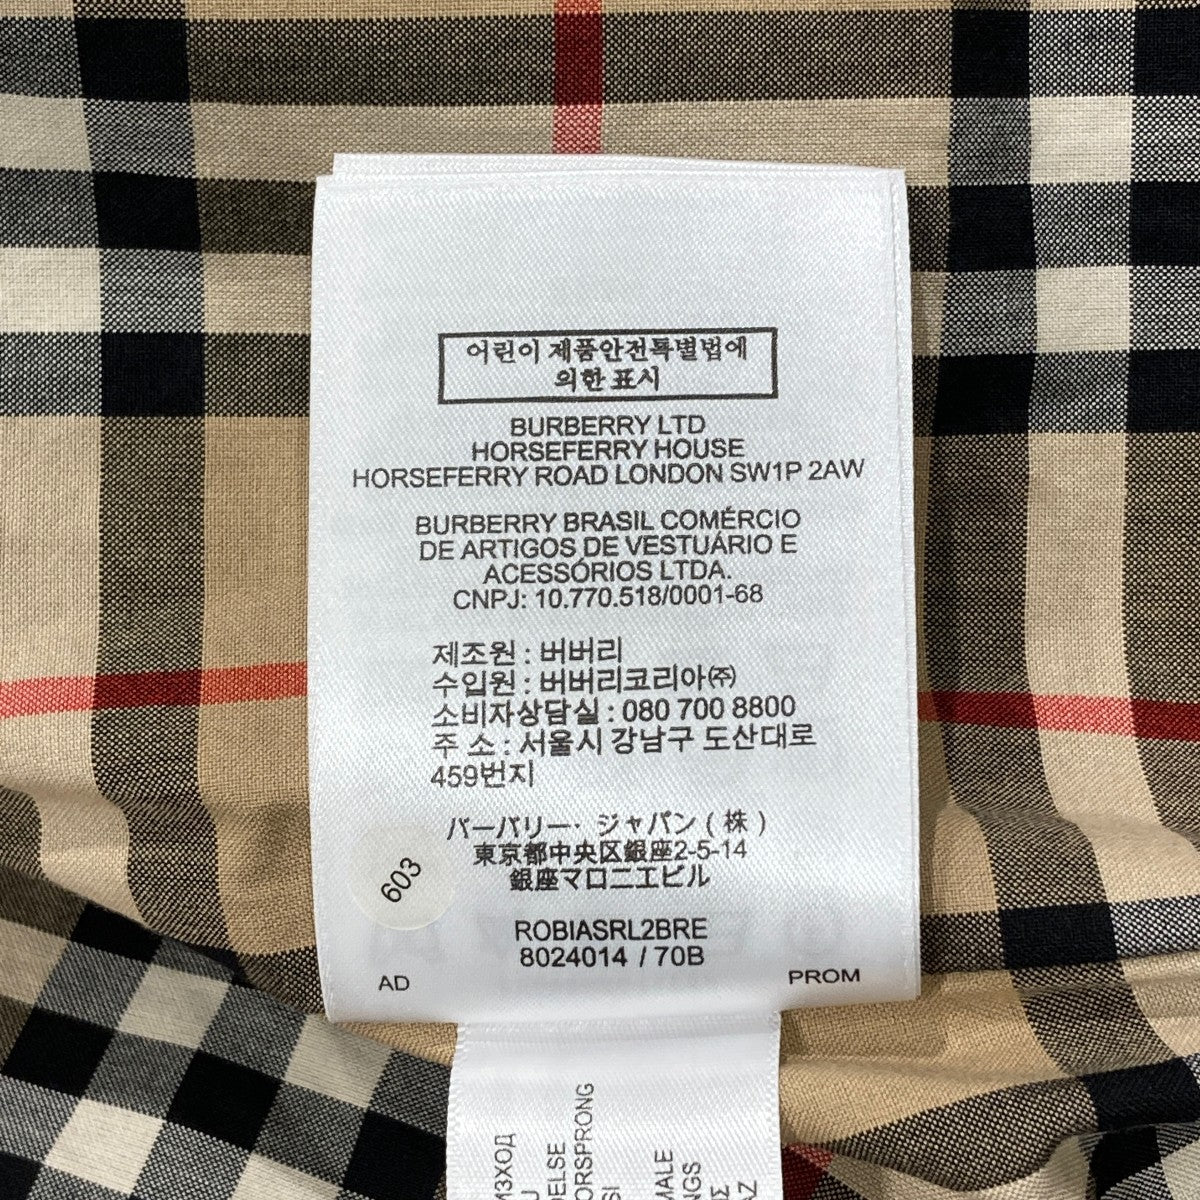 어린이 제품안전특별법에
의한 표시
BURBERRY LTD
HORSEFERRY HOUSE
HORSEFERRY ROAD LONDON SW1P 2AW
BURBERRY BRASIL COMÉRCIO
DE ARTIGOS DE VESTUÁRIO E
ACESSÓRIOS LTDA.
CNPJ: 10.770.518/0001-68
제조원 : 버버리
수입원 : 버버리코리아㈜
소비자상담실 : 080 700 8800
주 소 : 서울시 강남구 도산대로
459번지
バーバリー・ジャパン ( 株 )
東京都中央区銀座2-5-14
銀座マロニエビル
603
ROBIASRL2BRE
8024014 / 70B
AD
PROM